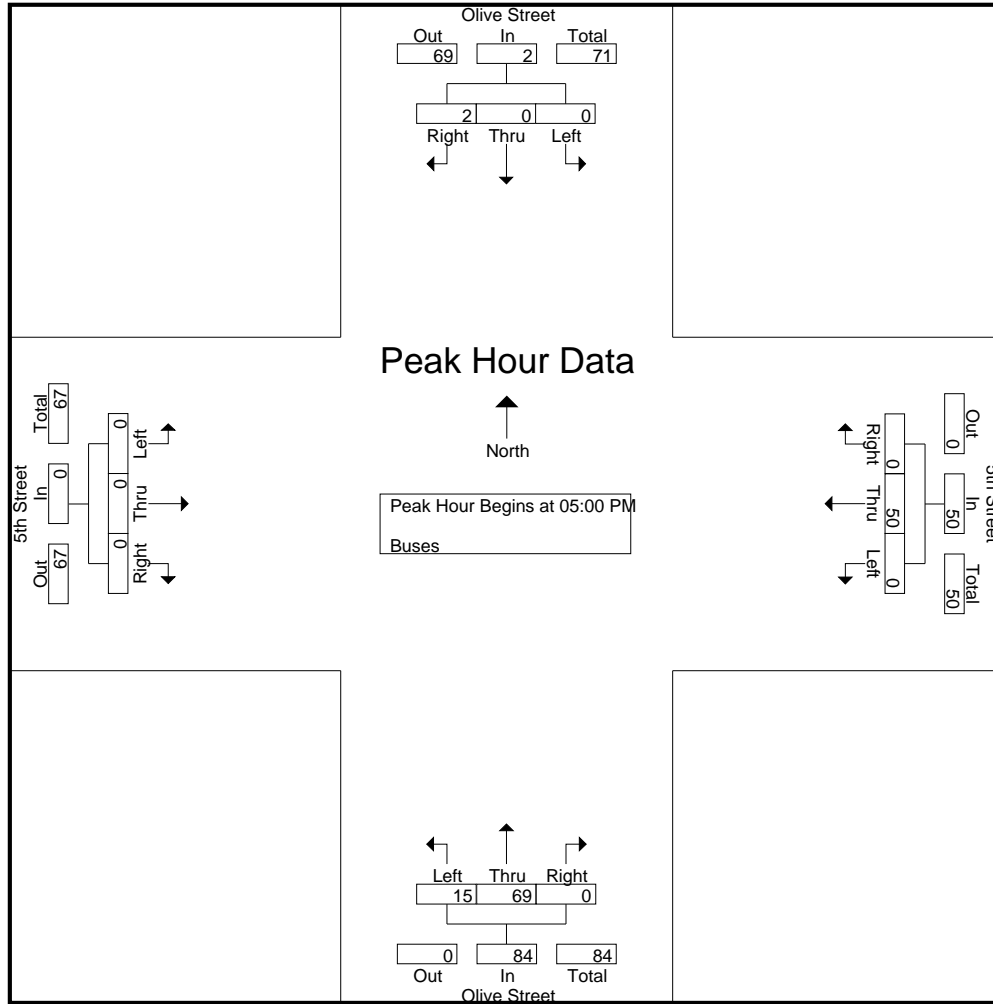 Olive Street
Out In Total
69 2 71
2 0 0
Right Thru Left
Peak Hour Data
North
Peak Hour Begins at 05:00 PM
Buses
5th Street
Total In Out
67 0 67
0 0 0
Left Thru Right
5th Street
Out In Total
0 50 50
0 50 0
Right Thru Left
Left Thru Right
15 69 0
0 84 84
Out In Total
Olive Street